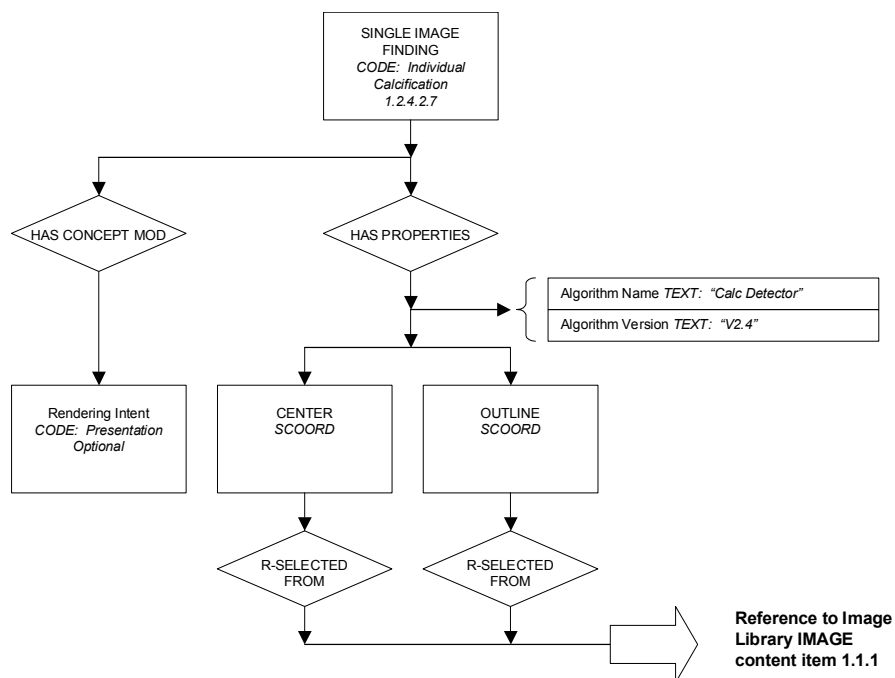 SINGLE IMAGE
FINDING
CODE: Individual
Calcification
1.2.4.2.7
HAS CONCEPT MOD
HAS PROPERTIES
Algorithm Name TEXT: “Calc Detector”
Algorithm Version TEXT: “V2.4”
Rendering Intent
CODE: Presentation
Optional
CENTER
SCOORD
OUTLINE
SCOORD
R-SELECTED
FROM
R-SELECTED
FROM
Reference to Image
Library IMAGE
content item 1.1.1